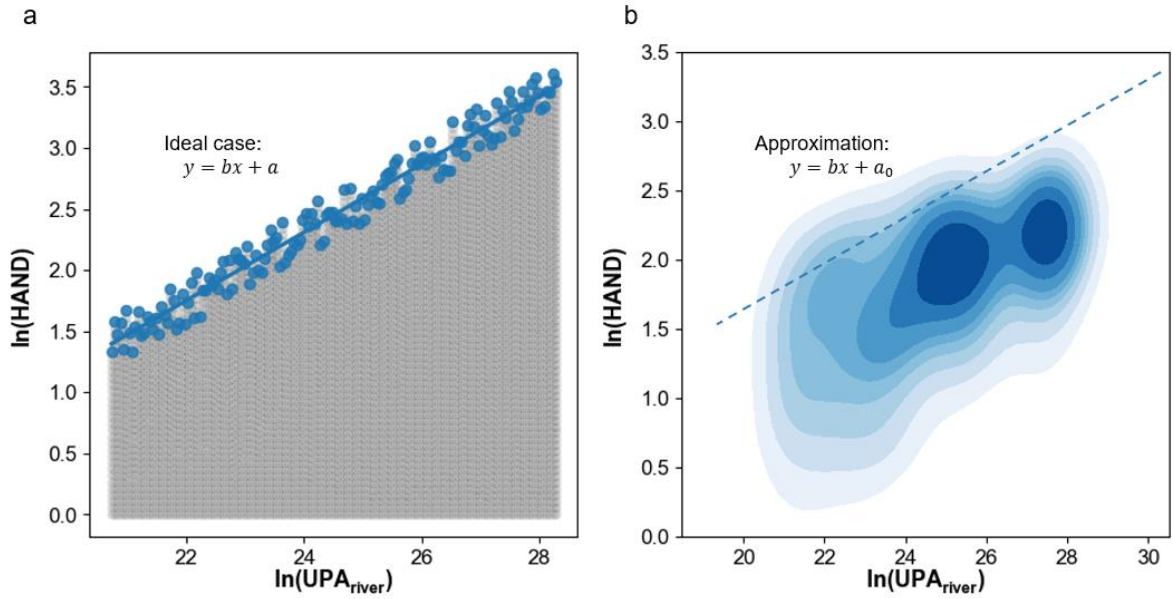 a
3.5
3.0
2.5
2.0
1.5
1.0
0.5
0.0
Ideal case:
y = bx + a
22
24
26
28
ln(HAND)
ln(UPA_river)
b
3.5
3.0
2.5
2.0
1.5
1.0
0.5
0.0
Approximation:
y = bx + a₀
20
22
24
26
28
30
ln(HAND)
ln(UPA_river)